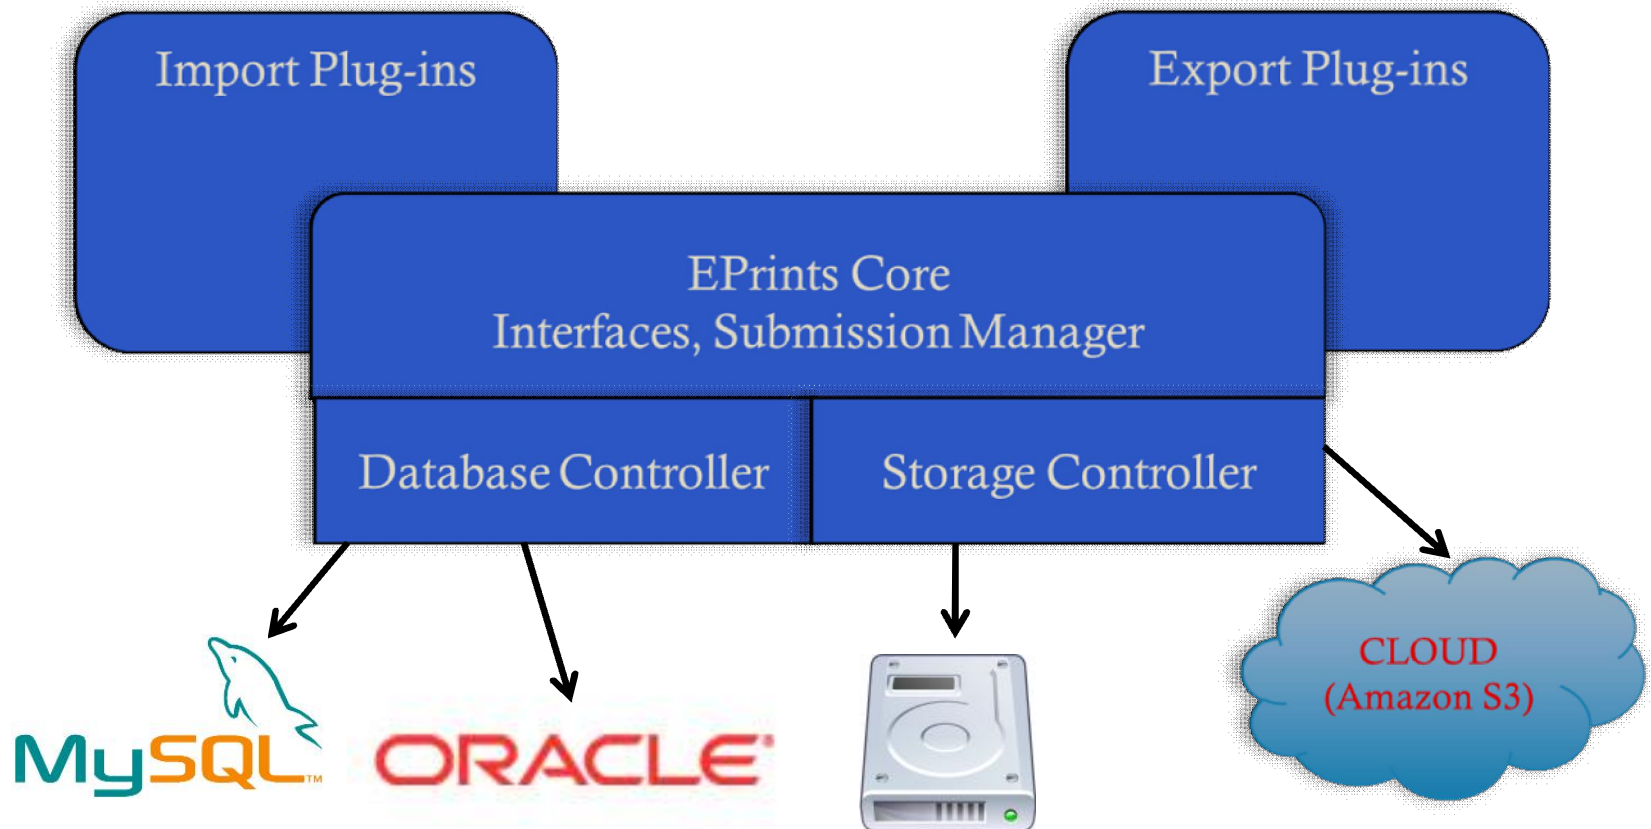 Import Plug-ins
Export Plug-ins
EPrints Core
Interfaces, Submission Manager
Database Controller
Storage Controller
CLOUD
(Amazon S3)
MySQL™
ORACLE®